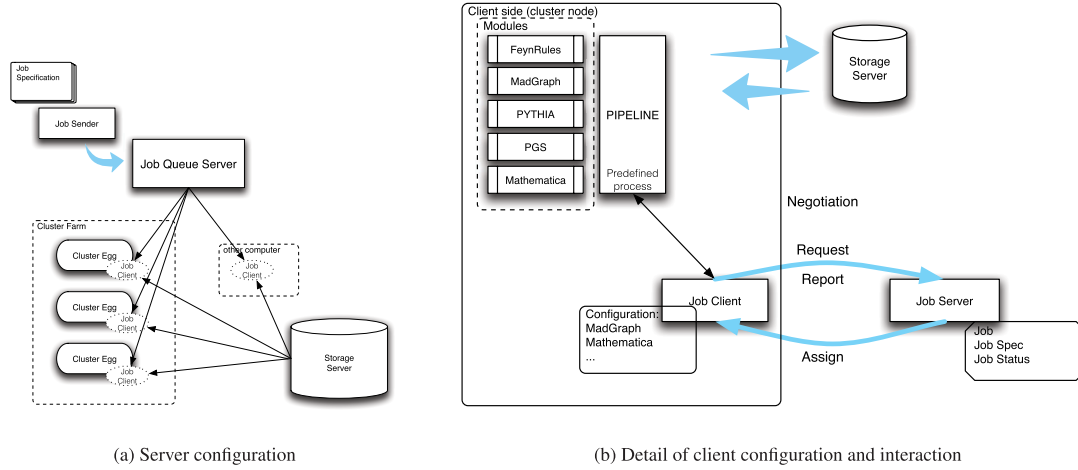 Job
Specification
Job Sender
Job Queue Server
Cluster Farm
Cluster Egg
Job
Client
other computer
Job
Client
Cluster Egg
Job
Client
Cluster Egg
Job
Client
Storage
Server
(a) Server configuration
Client side (cluster node)
Modules
FeynRules
MadGraph
PYTHIA
PGS
Mathematica
PIPELINE
Predefined
process
Storage
Server
Negotiation
Request
Report
Job Client
Job Server
Configuration:
MadGraph
Mathematica
...
Assign
Job
Job Spec
Job Status
(b) Detail of client configuration and interaction